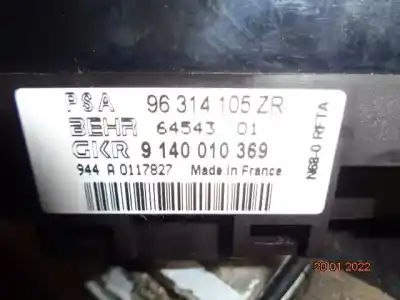 PSA 96 314 105 ZR
BEHR 64543 01
GKR 9 140 010 369
944 A 0117827 Made in France
N68-0 RFTA
20.01.2022